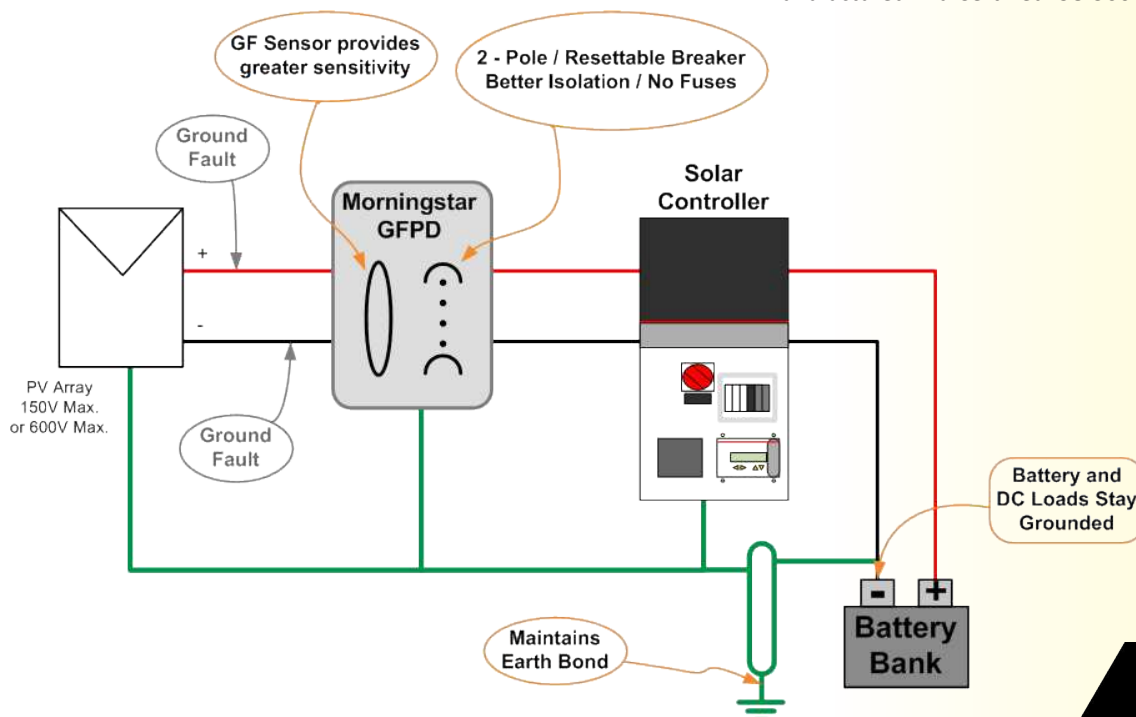 GF Sensor provides
greater sensitivity
2 - Pole / Resettable Breaker
Better Isolation / No Fuses
Ground
Fault
Morningstar
GFPD
Solar
Controller
+
-
PV Array
150V Max.
or 600V Max.
Ground
Fault
Battery and
DC Loads Stay
Grounded
- +
Battery
Bank
Maintains
Earth Bond